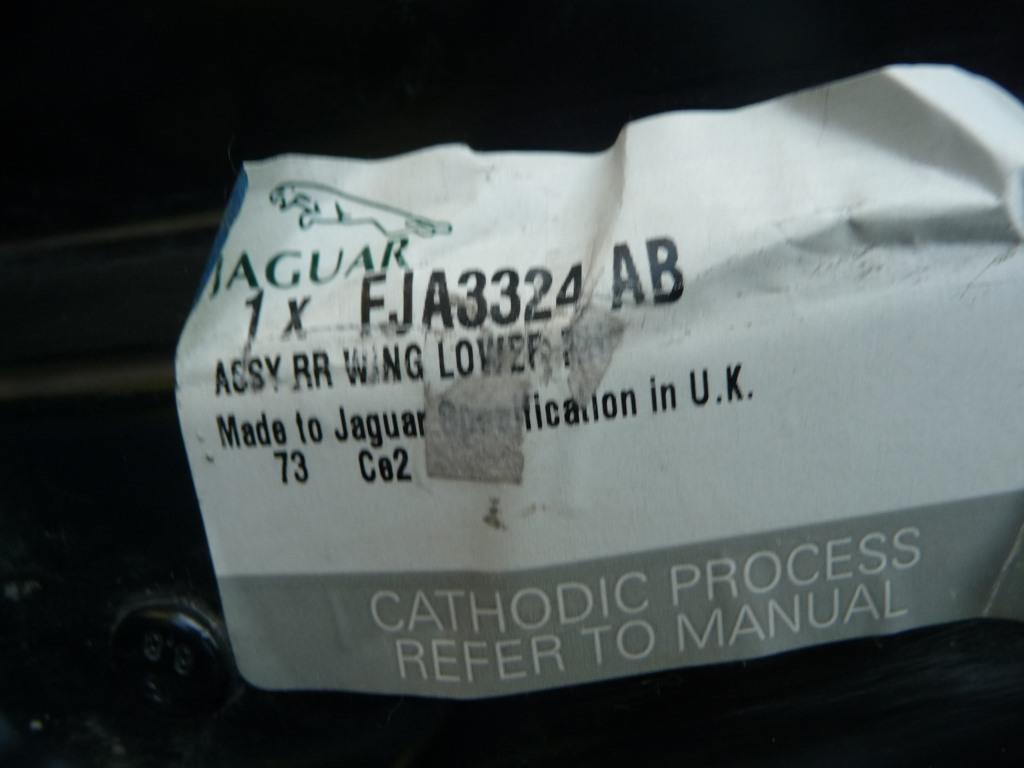 JAGUAR
1 x FJA3324 AB
ASSY RR WING LOWER
Made to Jaguar Specification in U.K.
73 Ce2
CATHODIC PROCESS
REFER TO MANUAL